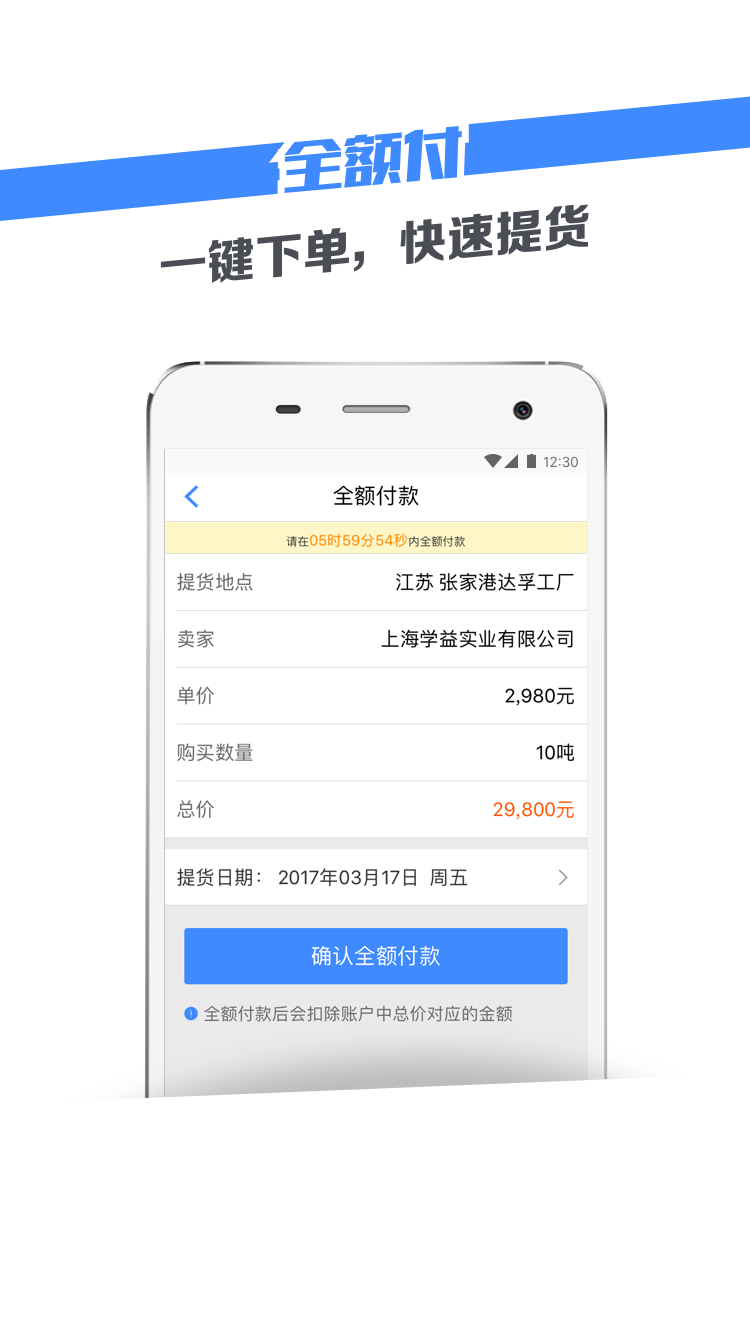 全额付
一键下单，快速提货
12:30
全额付款
请在05时59分54秒内全额付款
提货地点 江苏 张家港达孚工厂
卖家 上海学益实业有限公司
单价 2,980元
购买数量 10吨
总价 29,800元
提货日期： 2017年03月17日 周五
确认全额付款
全额付款后会扣除账户中总价对应的金额